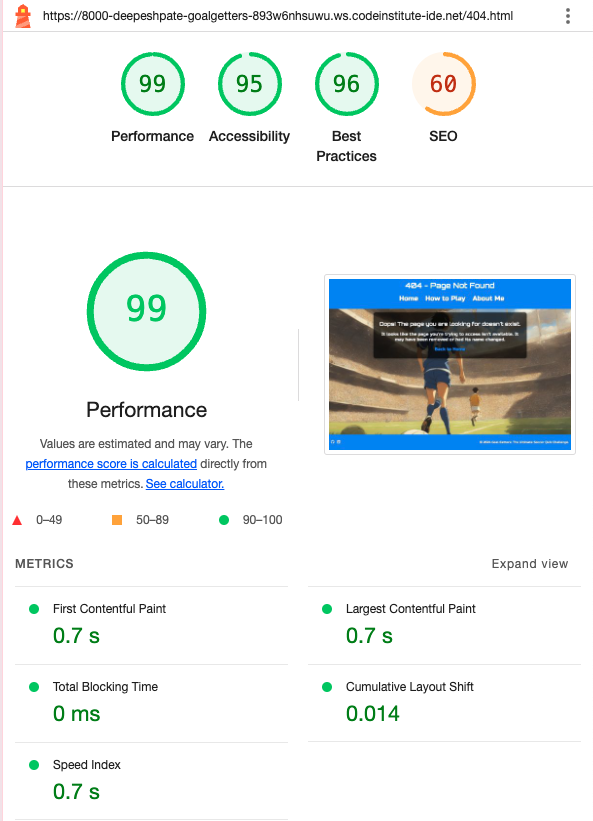 https://8000-deepeshpate-goalgetters-893w6nhsuwu.ws.codeinstitute-ide.net/404.html
99 95 96 60
Performance Accessibility Best Practices SEO
99
Performance
Values are estimated and may vary. The
performance score is calculated directly from
these metrics. See calculator.
0–49 50–89 90–100
404 - Page Not Found
Home How to Play About Me
Oops! The page you are looking for doesn't exist.
It looks like the page you're trying to access isn't available. It
may have been removed or had its name changed.
METRICS Expand view
First Contentful Paint
0.7 s
Largest Contentful Paint
0.7 s
Total Blocking Time
0 ms
Cumulative Layout Shift
0.014
Speed Index
0.7 s